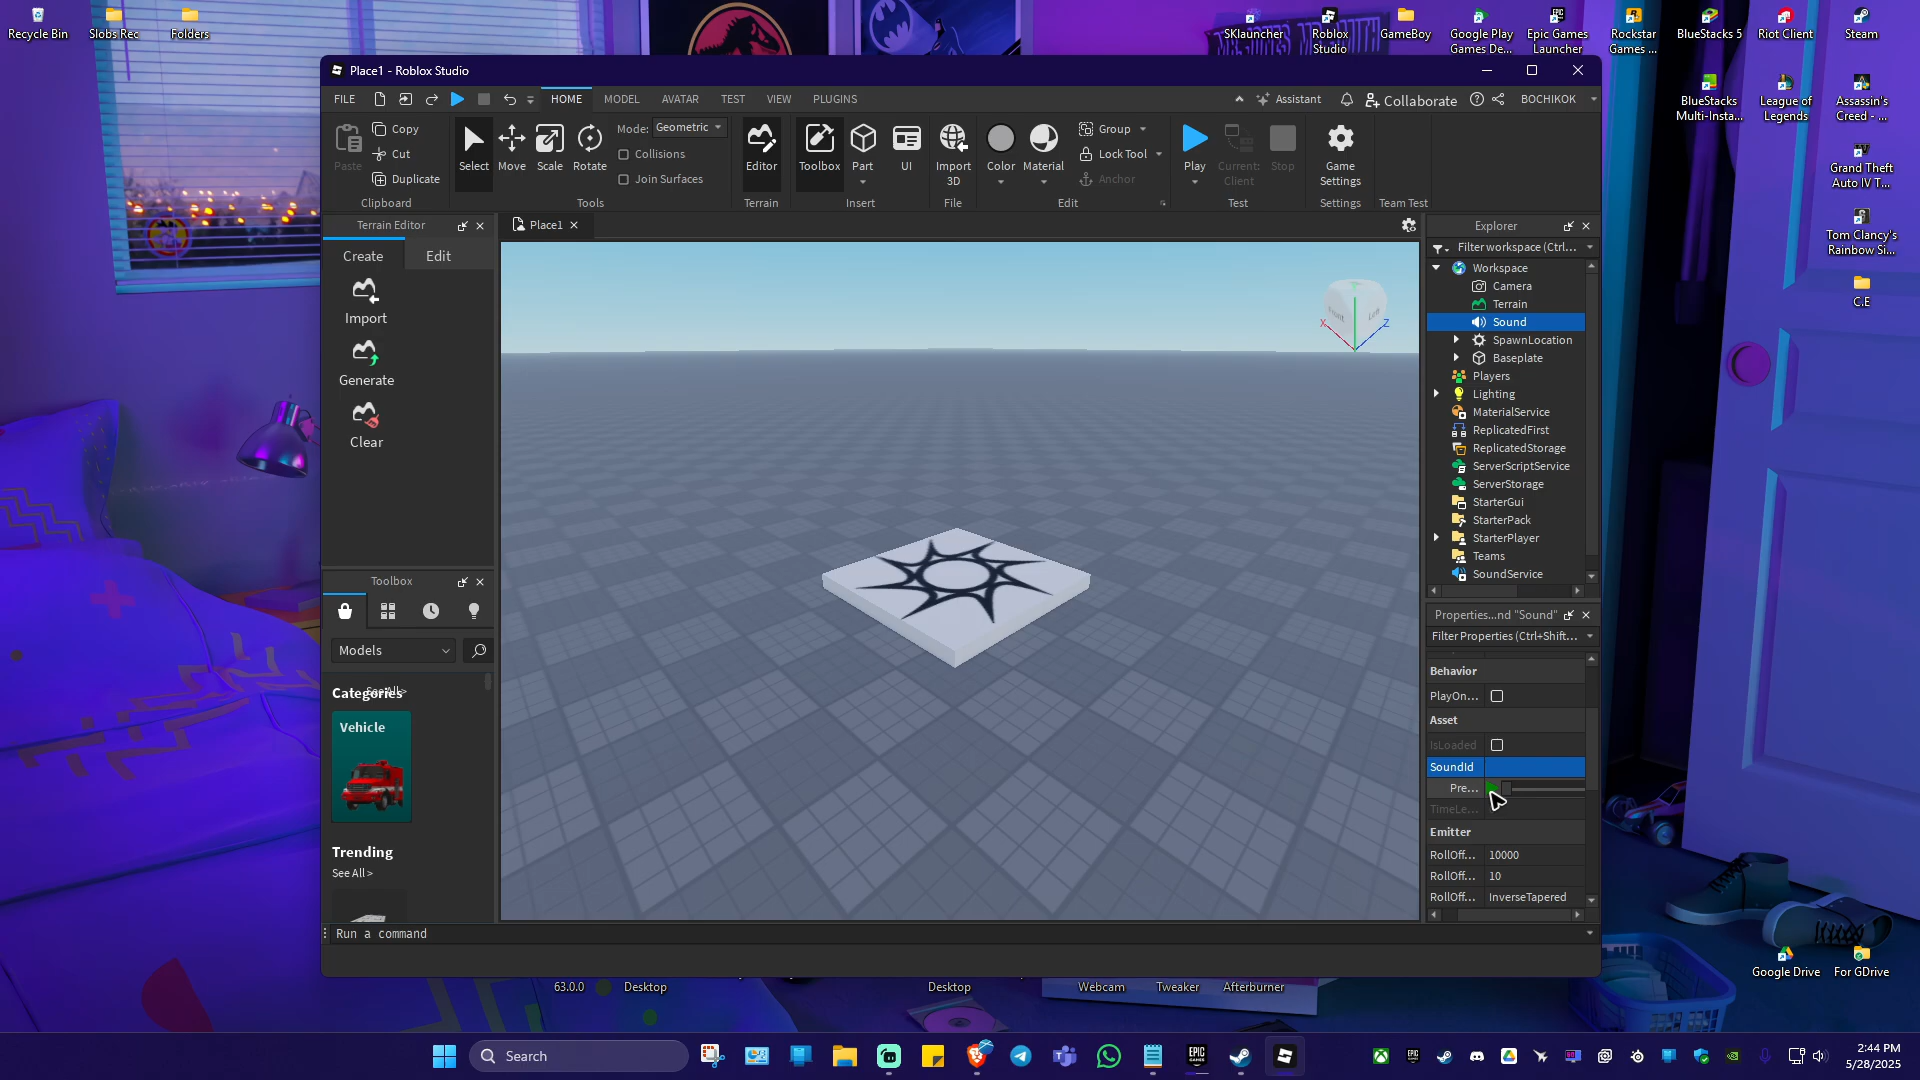 Recycle Bin
Slobs Rec
Folders
SKlauncher
Roblox
Studio
GameBoy
Google Play
Games De...
Epic Games
Launcher
Rockstar
Games ...
BlueStacks 5
Riot Client
Steam
BlueStacks
Multi-Insta...
League of
Legends
Assassin's
Creed - ...
Grand Theft
Auto IV T...
Tom Clancy's
Rainbow Si...
C.E
Google Drive
For GDrive
Place1 - Roblox Studio
FILE
HOME
MODEL
AVATAR
TEST
VIEW
PLUGINS
Assistant
Collaborate
BOCHIKOK
Paste
Copy
Cut
Duplicate
Clipboard
Select
Move
Scale
Rotate
Mode: Geometric
Collisions
Join Surfaces
Tools
Editor
Terrain
Toolbox
Part
UI
Insert
Import
3D
File
Color
Material
Group
Lock Tool
Anchor
Edit
Play
Current:
Client
Stop
Test
Game
Settings
Settings
Team Test
Terrain Editor
Create
Edit
Import
Generate
Clear
Toolbox
Models
Categories
See All >
Vehicle
Trending
See All >
Place1
Front
Left
X
Y
Z
Explorer
Filter workspace (Ctrl...
Workspace
Camera
Terrain
Sound
SpawnLocation
Baseplate
Players
Lighting
MaterialService
ReplicatedFirst
ReplicatedStorage
ServerScriptService
ServerStorage
StarterGui
StarterPack
StarterPlayer
Teams
SoundService
Properties...nd "Sound"
Filter Properties (Ctrl+Shift...
Behavior
PlayOn...
Asset
IsLoaded
SoundId
Pre...
TimeLe...
Emitter
RollOff... 10000
RollOff... 10
RollOff... InverseTapered
Run a command
63.0.0
Desktop
Desktop
Webcam
Tweaker
Afterburner
Search
EPIC
GAMES
EPIC
2:44 PM
5/28/2025